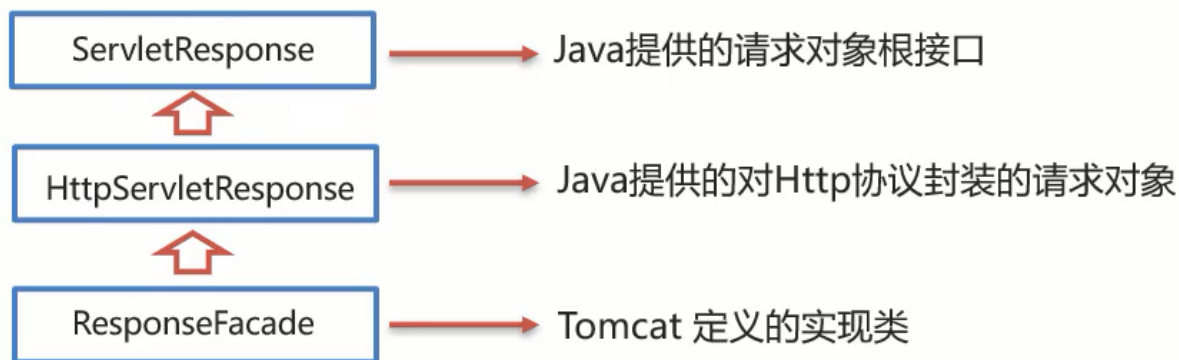 ServletResponse
Java提供的请求对象根接口
HttpServletResponse
Java提供的对Http协议封装的请求对象
ResponseFacade
Tomcat 定义的实现类